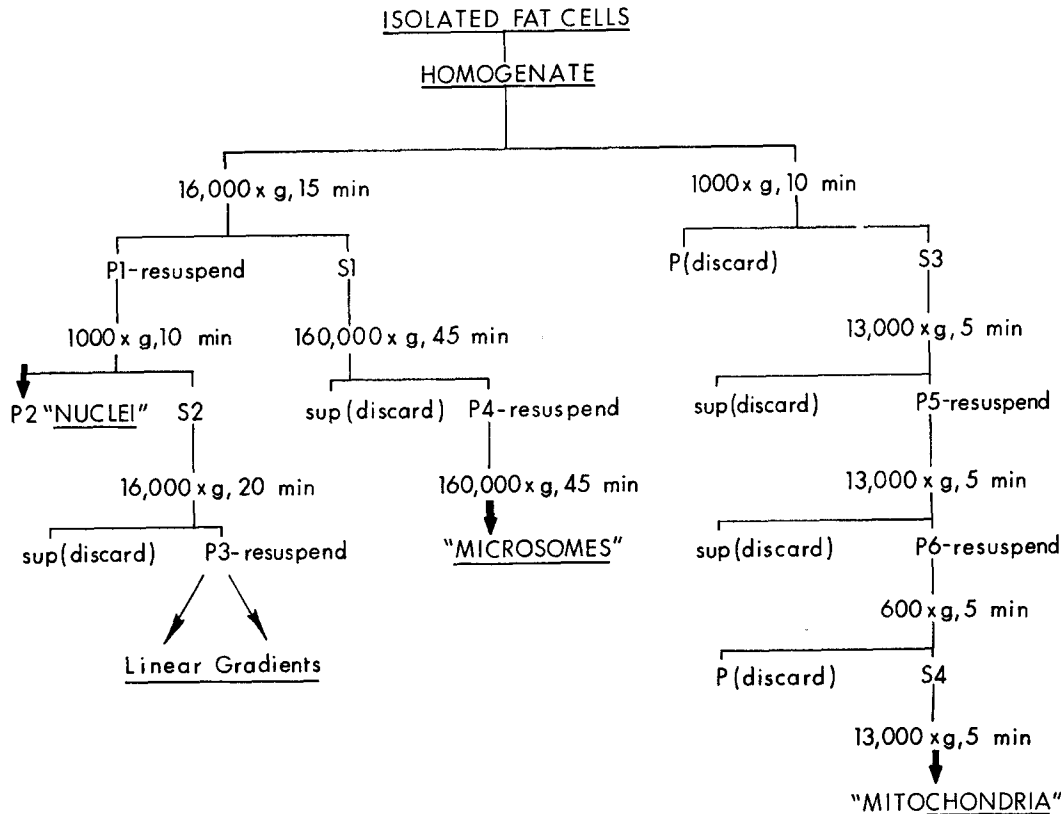 ISOLATED FAT CELLS
HOMOGENATE
16,000 x g, 15 min
1000 x g, 10 min
P1-resuspend
S1
P(discard)
S3
1000 x g, 10 min
160,000 x g, 45 min
13,000 x g, 5 min
P2 "NUCLEI"
S2
sup(discard)
P4-resuspend
sup(discard)
P5-resuspend
16,000 x g, 20 min
160,000 x g, 45 min
13,000 x g, 5 min
sup(discard)
P3-resuspend
"MICROSOMES"
sup(discard)
P6-resuspend
600 x g, 5 min
Linear Gradients
P(discard)
S4
13,000 x g, 5 min
"MITOCHONDRIA"